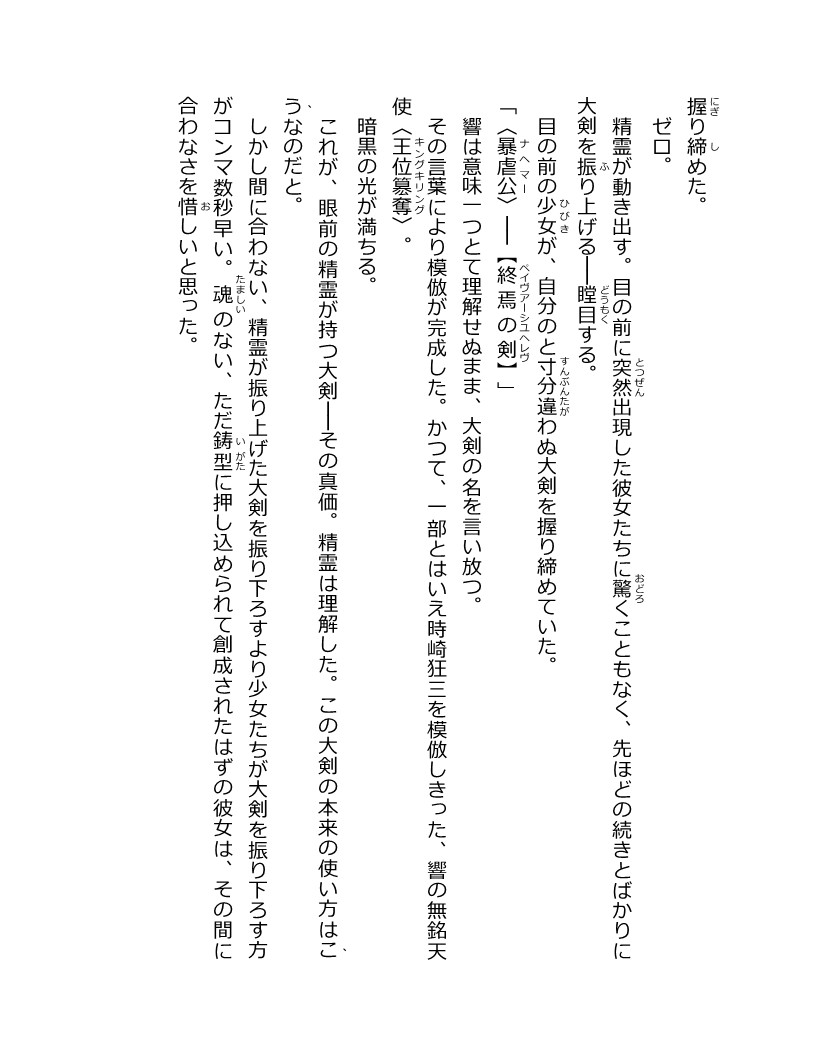 握り締めた。
ゼロ。
精霊が動き出す。目の前に突然出現した彼女たちに驚くこともなく、先ほどの続きとばかりに
大剣を振り上げる――瞠目する。
目の前の少女が、自分のと寸分違わぬ大剣を握り締めていた。
「〈暴虐公〉――【終焉の剣】」
響は意味一つとて理解せぬまま、大剣の名を言い放つ。
その言葉により模倣が完成した。かつて、一部とはいえ時崎狂三を模倣しきった、響の無銘天
使〈王位簒奪〉。
暗黒の光が満ちる。
これが、眼前の精霊が持つ大剣――その真価。精霊は理解した。この大剣の本来の使い方はこ
うなのだと。
しかし間に合わない、精霊が振り上げた大剣を振り下ろすより少女たちが大剣を振り下ろす方
がコンマ数秒早い。魂のない、ただ鋳型に押し込められて創成されたはずの彼女は、その間に
合わなさを惜しいと思った。